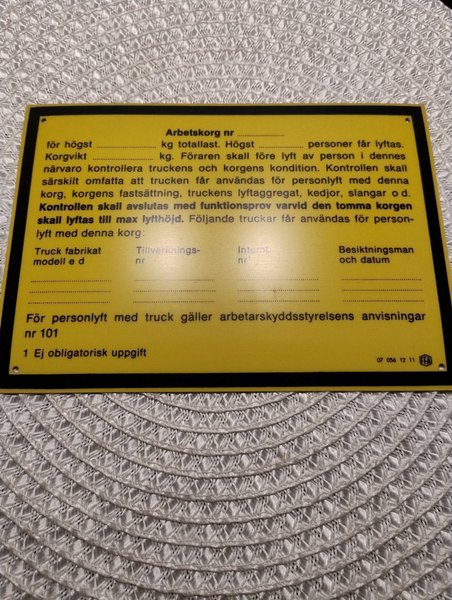 Arbetskorg nr ....................
för högst .................... kg totallast. Högst .................... personer får lyftas.
Korgvikt .................... kg. Föraren skall före lyft av person i dennes
närvaro kontrollera truckens och korgens kondition. Kontrollen skall
särskilt omfatta att trucken får användas för personlyft med denna
korg, korgens fastsättning, truckens lyftaggregat, kedjor, slangar o d.
Kontrollen skall avslutas med funktionsprov varvid den tomma korgen
skall lyftas till max lyfthöjd. Följande truckar får användas för person-
lyft med denna korg:
Truck fabrikat Tillverknings- Internt Besiktningsman
modell e d nr nr och datum
För personlyft med truck gäller arbetarskyddsstyrelsens anvisningar
nr 101
1 Ej obligatorisk uppgift
07 056 12 11